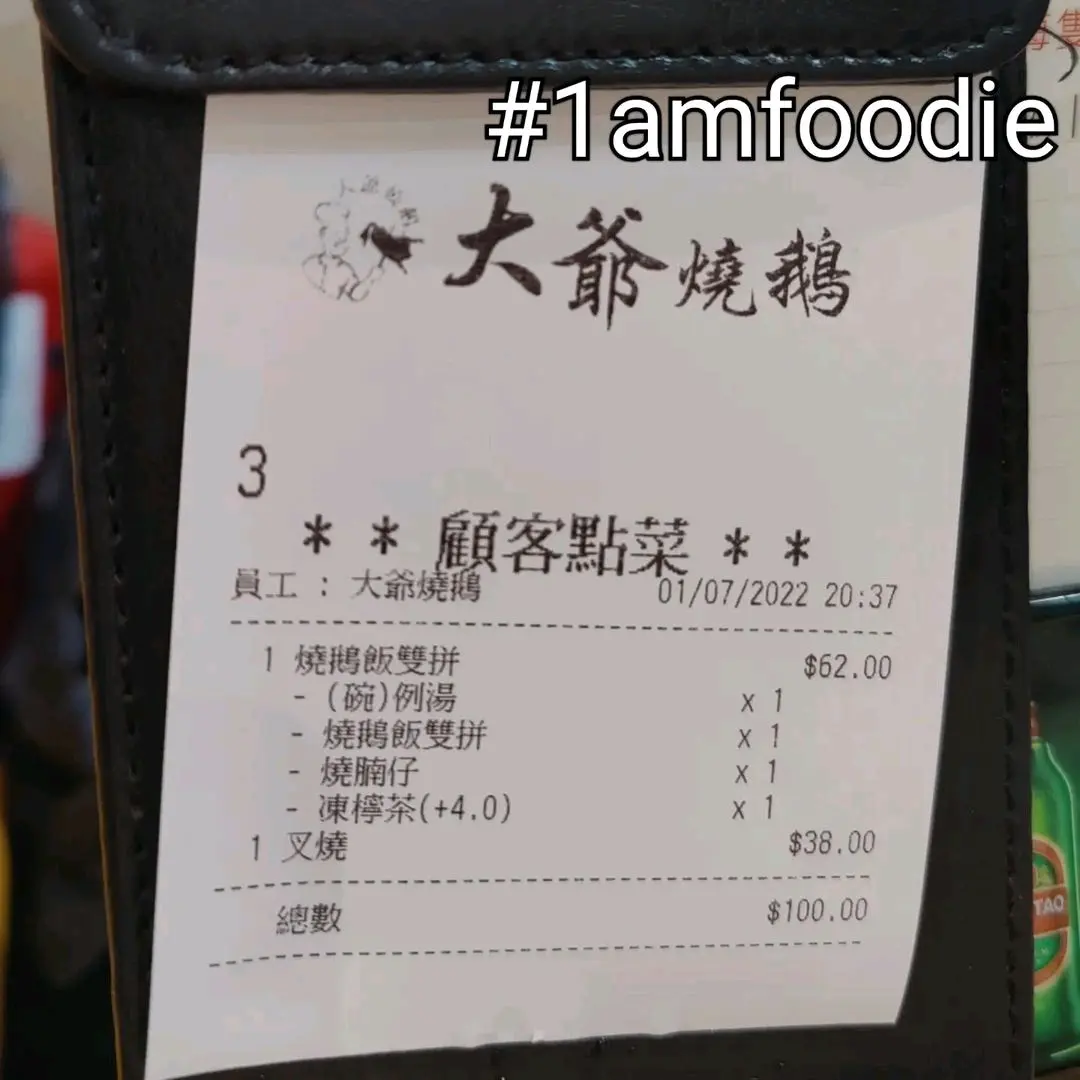 #1amfoodie
大爺燒鵝
3
* * 顧客點菜 * *
員工 : 大爺燒鵝 01/07/2022 20:37
1 燒鵝飯雙拼 $62.00
- (碗)例湯 x 1
- 燒鵝飯雙拼 x 1
- 燒腩仔 x 1
- 凍檸茶(+4.0) x 1
1 叉燒 $38.00
總數 $100.00
TAO